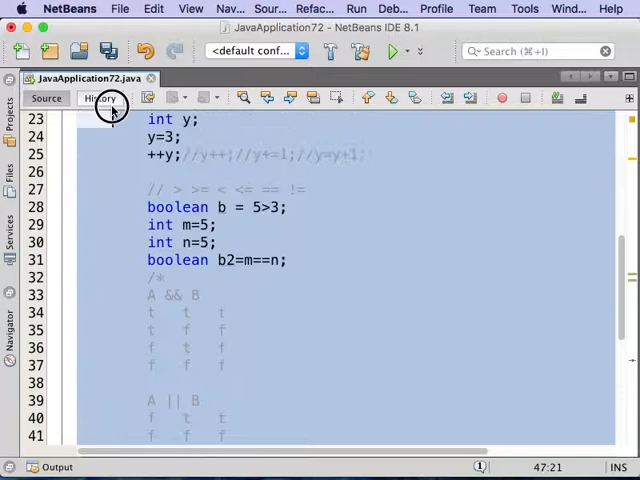 NetBeans File Edit View Nav... Sour... Refac... Run Deb... Profile Team Tools Win...
JavaApplication72.java - NetBeans IDE 8.1
<default conf... Search (⌘+I)
JavaApplication72.java
Source History
Projects
Files
Services
Navigator
23 int y;
24 y=3;
25 ++y;//y++;//y+=1;//y=y+1;
26
27 // > >= < <= == !=
28 boolean b = 5>3;
29 int m=5;
30 int n=5;
31 boolean b2=m==n;
32 /*
33 A && B
34 t t t
35 t f f
36 f t f
37 f f f
38
39 A || B
40 f t t
41 f f f
Output 1 47:21 INS